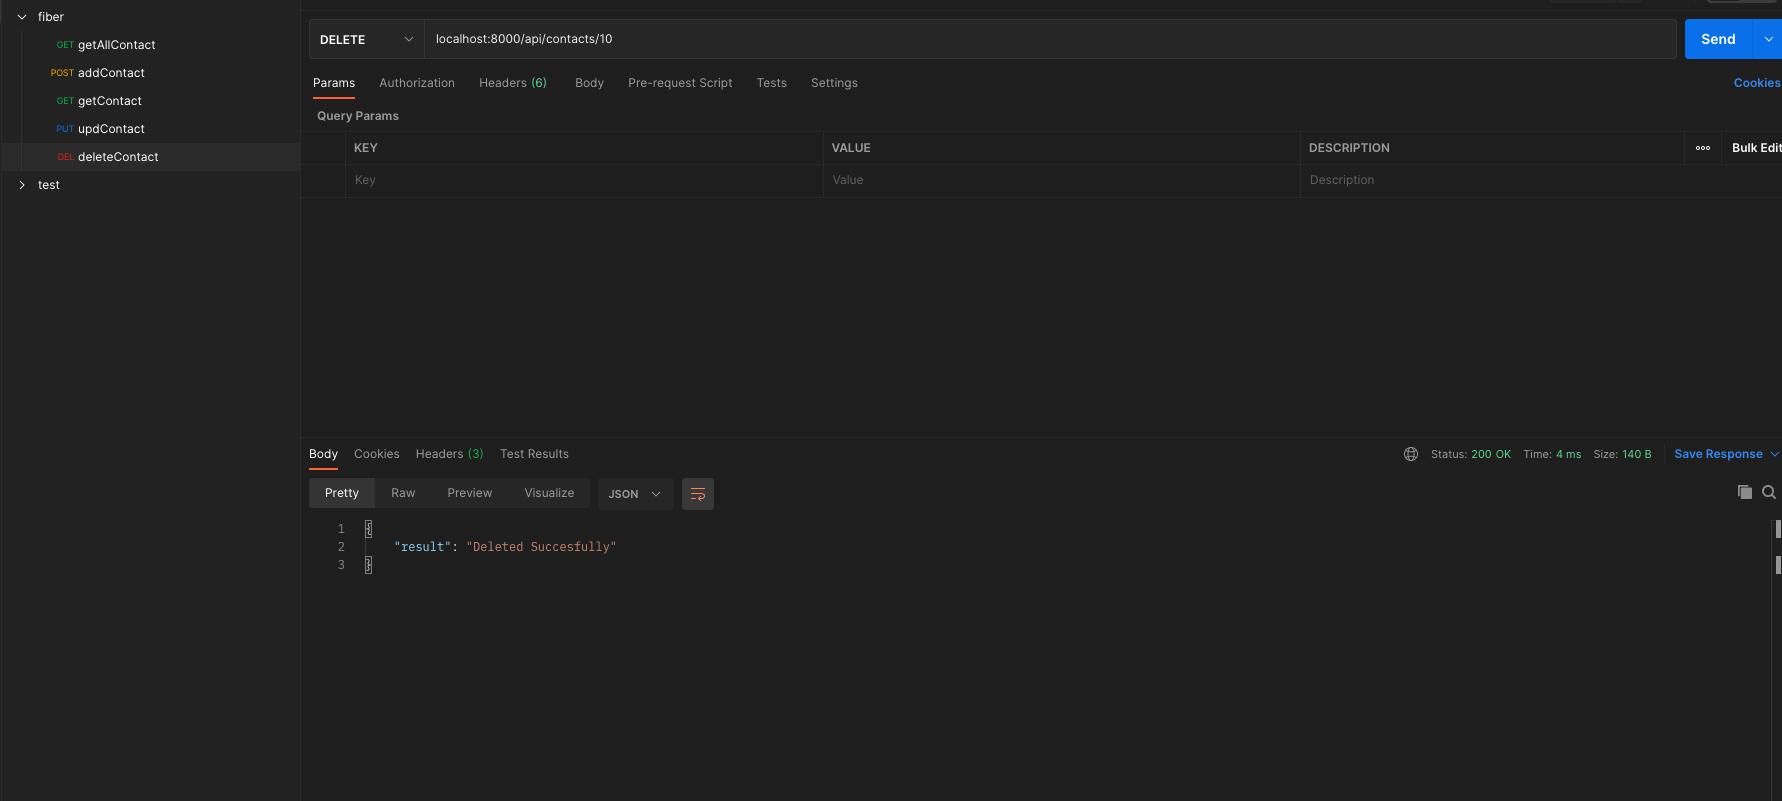 fiber
GET getAllContact
POST addContact
GET getContact
PUT updContact
DEL deleteContact
test
DELETE localhost:8000/api/contacts/10 Send
Params Authorization Headers (6) Body Pre-request Script Tests Settings Cookies
Query Params
KEY VALUE DESCRIPTION ooo Bulk Edit
Key Value Description
Body Cookies Headers (3) Test Results Status: 200 OK Time: 4 ms Size: 140 B Save Response
Pretty Raw Preview Visualize JSON
1 {
2 "result": "Deleted Succesfully"
3 }